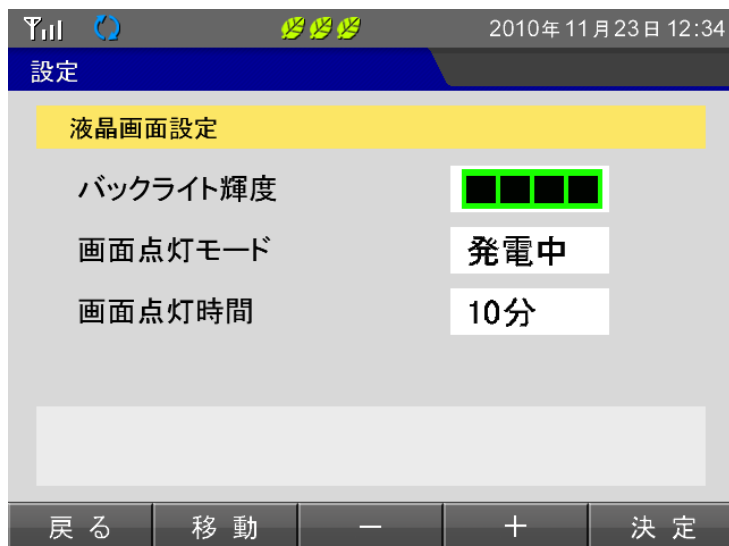 2010年11月23日 12:34
設定
液晶画面設定
バックライト輝度
画面点灯モード 発電中
画面点灯時間 10分
戻る 移動 － ＋ 決定